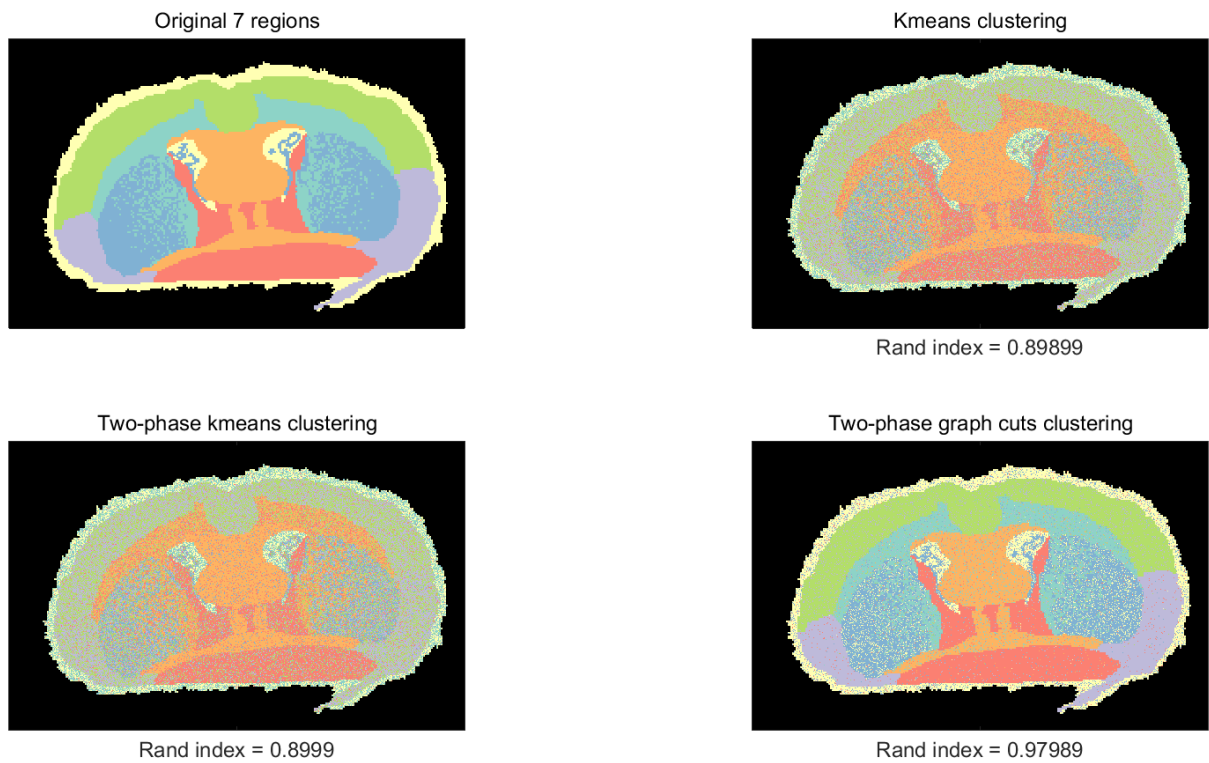 Original 7 regions
Kmeans clustering
Rand index = 0.89899
Two-phase kmeans clustering
Two-phase graph cuts clustering
Rand index = 0.8999
Rand index = 0.97989